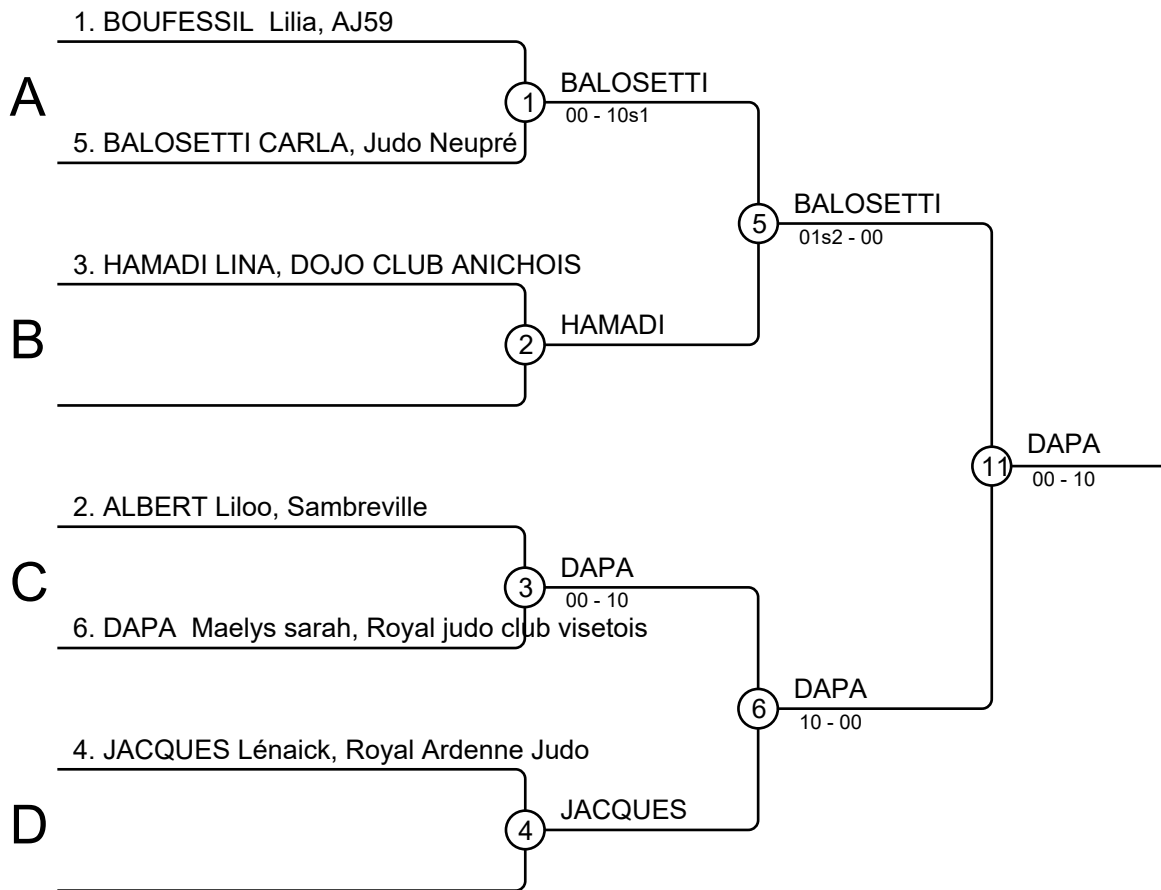 1. BOUFESSIL  Lilia, AJ59
A
1
BALOSETTI
00 - 10s1
5. BALOSETTI CARLA, Judo Neupré
5
BALOSETTI
01s2 - 00
3. HAMADI LINA, DOJO CLUB ANICHOIS
B
2
HAMADI
11
DAPA
00 - 10
2. ALBERT Liloo, Sambreville
C
3
DAPA
00 - 10
6. DAPA  Maelys sarah, Royal judo club visetois
6
DAPA
10 - 00
4. JACQUES Lénaick, Royal Ardenne Judo
D
4
JACQUES